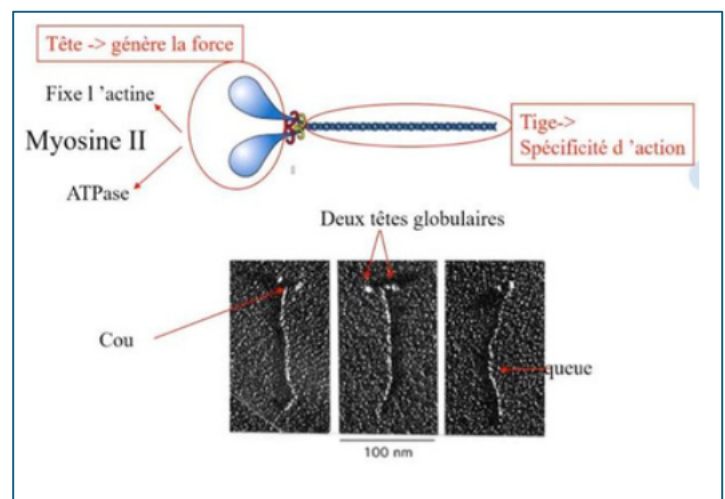 Tête -> génère la force
Fixe l 'actine
Myosine II
ATPase
Tige->
Spécificité d 'action
Deux têtes globulaires
Cou
queue
100 nm